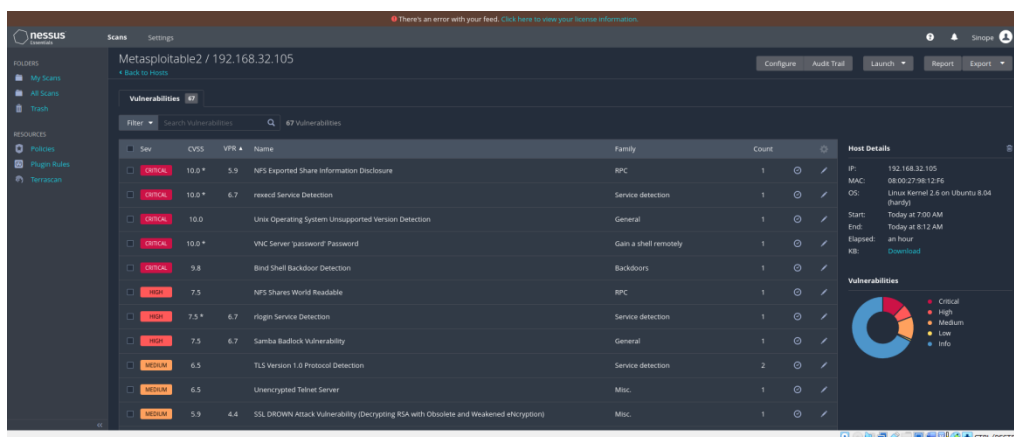 There's an error with your feed. Click here to view your license information.
nessus
Essentials
Scans Settings
Sinope
FOLDERS
My Scans
All Scans
Trash
RESOURCES
Policies
Plugin Rules
Terrascan
Metasploitable2 / 192.168.32.105
Back to Hosts
Configure Audit Trail Launch Report Export
Vulnerabilities 67
Filter Search Vulnerabilities 67 Vulnerabilities
Sev CVSS VPR Name Family Count
CRITICAL 10.0 * 5.9 NFS Exported Share Information Disclosure RPC 1
CRITICAL 10.0 * 6.7 rexecd Service Detection Service detection 1
CRITICAL 10.0 Unix Operating System Unsupported Version Detection General 1
CRITICAL 10.0 * VNC Server 'password' Password Gain a shell remotely 1
CRITICAL 9.8 Bind Shell Backdoor Detection Backdoors 1
HIGH 7.5 NFS Shares World Readable RPC 1
HIGH 7.5 * 6.7 rlogin Service Detection Service detection 1
HIGH 7.5 6.7 Samba Badlock Vulnerability General 1
MEDIUM 6.5 TLS Version 1.0 Protocol Detection Service detection 2
MEDIUM 6.5 Unencrypted Telnet Server Misc. 1
MEDIUM 5.9 4.4 SSL DROWN Attack Vulnerability (Decrypting RSA with Obsolete and Weakened eNcryption) Misc. 1
Host Details
IP: 192.168.32.105
MAC: 08:00:27:98:12:F6
OS: Linux Kernel 2.6 on Ubuntu 8.04
(hardy)
Start: Today at 7:00 AM
End: Today at 8:12 AM
Elapsed: an hour
KB: Download
Vulnerabilities
Critical
High
Medium
Low
Info